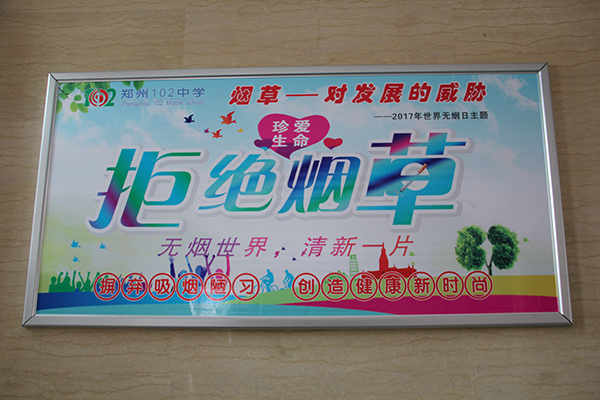 郑州102中学
Zhengzhou 102 Middle school
烟草——对发展的威胁
——2017年世界无烟日主题
珍爱
生命
拒绝烟草
无烟世界，清新一片
摒弃吸烟陋习 创造健康新时尚